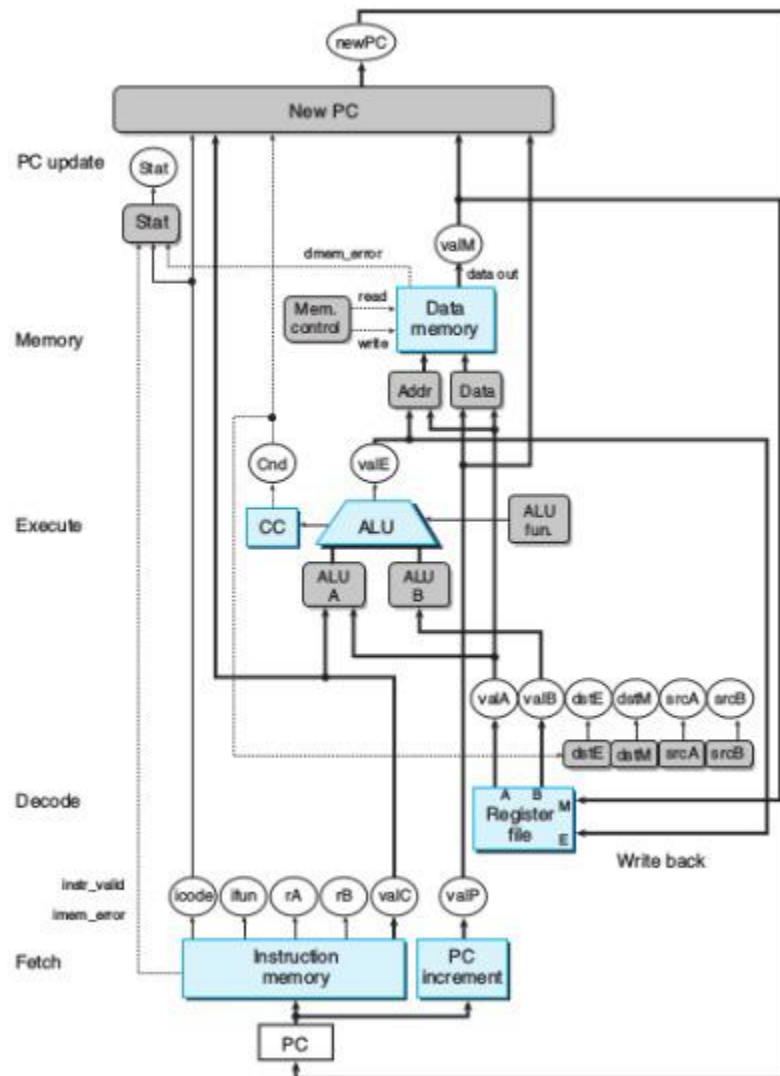 newPC
New PC
PC update
Stat
Stat
valM
dmem_error
data out
read
Mem.
control
Data
memory
write
Memory
Addr
Data
Cnd
valE
Execute
CC
ALU
ALU
fun.
ALU
A
ALU
B
valA
valB
dstE
dstM
srcA
srcB
dstE
dstM
srcA
srcB
Decode
A
B
M
Register
file
E
Write back
instr_valid
icode
ifun
rA
rB
valC
valP
imem_error
Fetch
Instruction
memory
PC
increment
PC